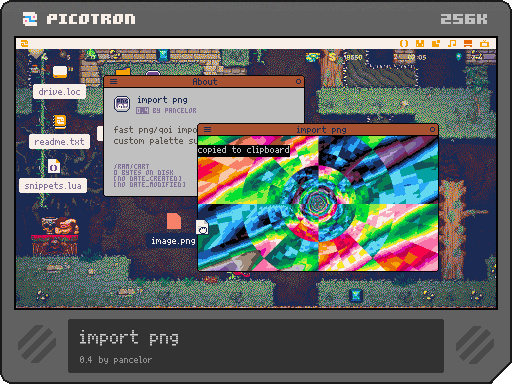 PICOTRON
256K
drive.loc
readme.txt
snippets.lua
About
import png
BY PANCELOR
fast png/qoi impo
custom palette su
/RAM/CART
0 BYTES ON DISK
[NO DATE_CREATED]
[NO DATE_MODIFIED]
import png
copied to clipboard
image.png
import png
0.4 by pancelor